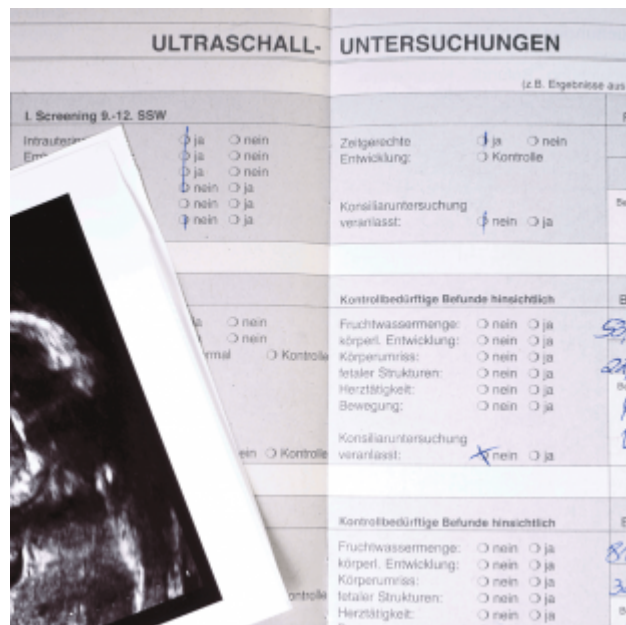 ULTRASCHALL- UNTERSUCHUNGEN
(z.B. Ergebnisse aus
I. Screening 9.-12. SSW
ja nein
ja nein
ja nein
nein ja
nein ja
nein ja
Zeitgerechte ja nein
Entwicklung: Kontrolle
Konsiliaruntersuchung
veranlasst: nein ja
nein
nein
Kontrolle
Kontrolle
Kontrollbedürftige Befunde hinsichtlich
Fruchtwassermenge: nein ja
körperl. Entwicklung: nein ja
Körperumriss: nein ja
fetaler Strukturen: nein ja
Herztätigkeit: nein ja
Bewegung: nein ja
Konsiliaruntersuchung
veranlasst: nein ja
Kontrollbedürftige Befunde hinsichtlich
Fruchtwassermenge: nein ja
körperl. Entwicklung: nein ja
Körperumriss: nein ja
fetaler Strukturen: nein ja
Herztätigkeit: nein ja